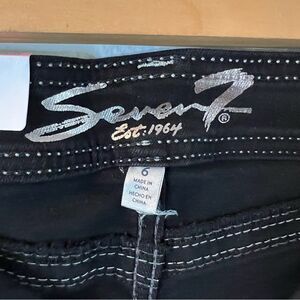 Seven7®
Est. 1964
6
MADE IN
CHINA
HECHO EN
CHINA